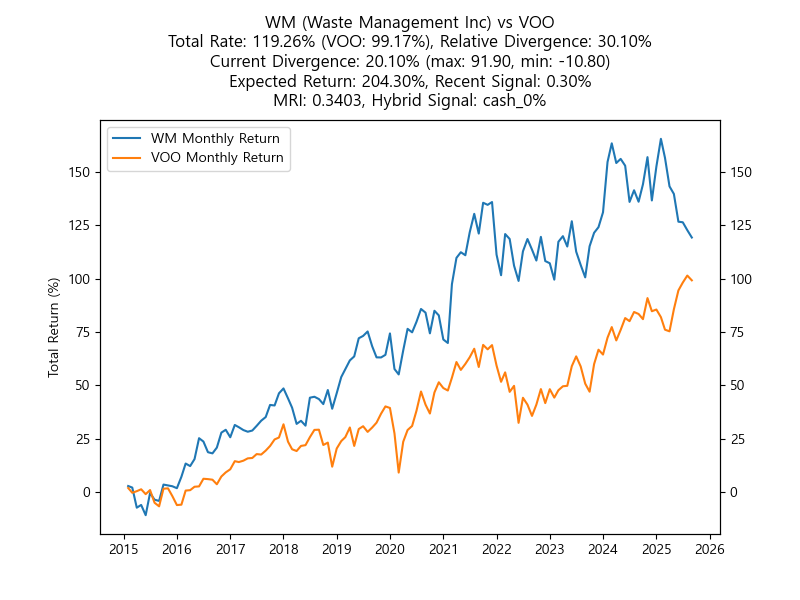 WM (Waste Management Inc) vs VOO
Total Rate: 119.26% (VOO: 99.17%), Relative Divergence: 30.10%
Current Divergence: 20.10% (max: 91.90, min: -10.80)
Expected Return: 204.30%, Recent Signal: 0.30%
MRI: 0.3403, Hybrid Signal: cash_0%
WM Monthly Return
VOO Monthly Return
Total Return (%)
150 150
125 125
100 100
75 75
50 50
25 25
0 0
2015 2016 2017 2018 2019 2020 2021 2022 2023 2024 2025 2026